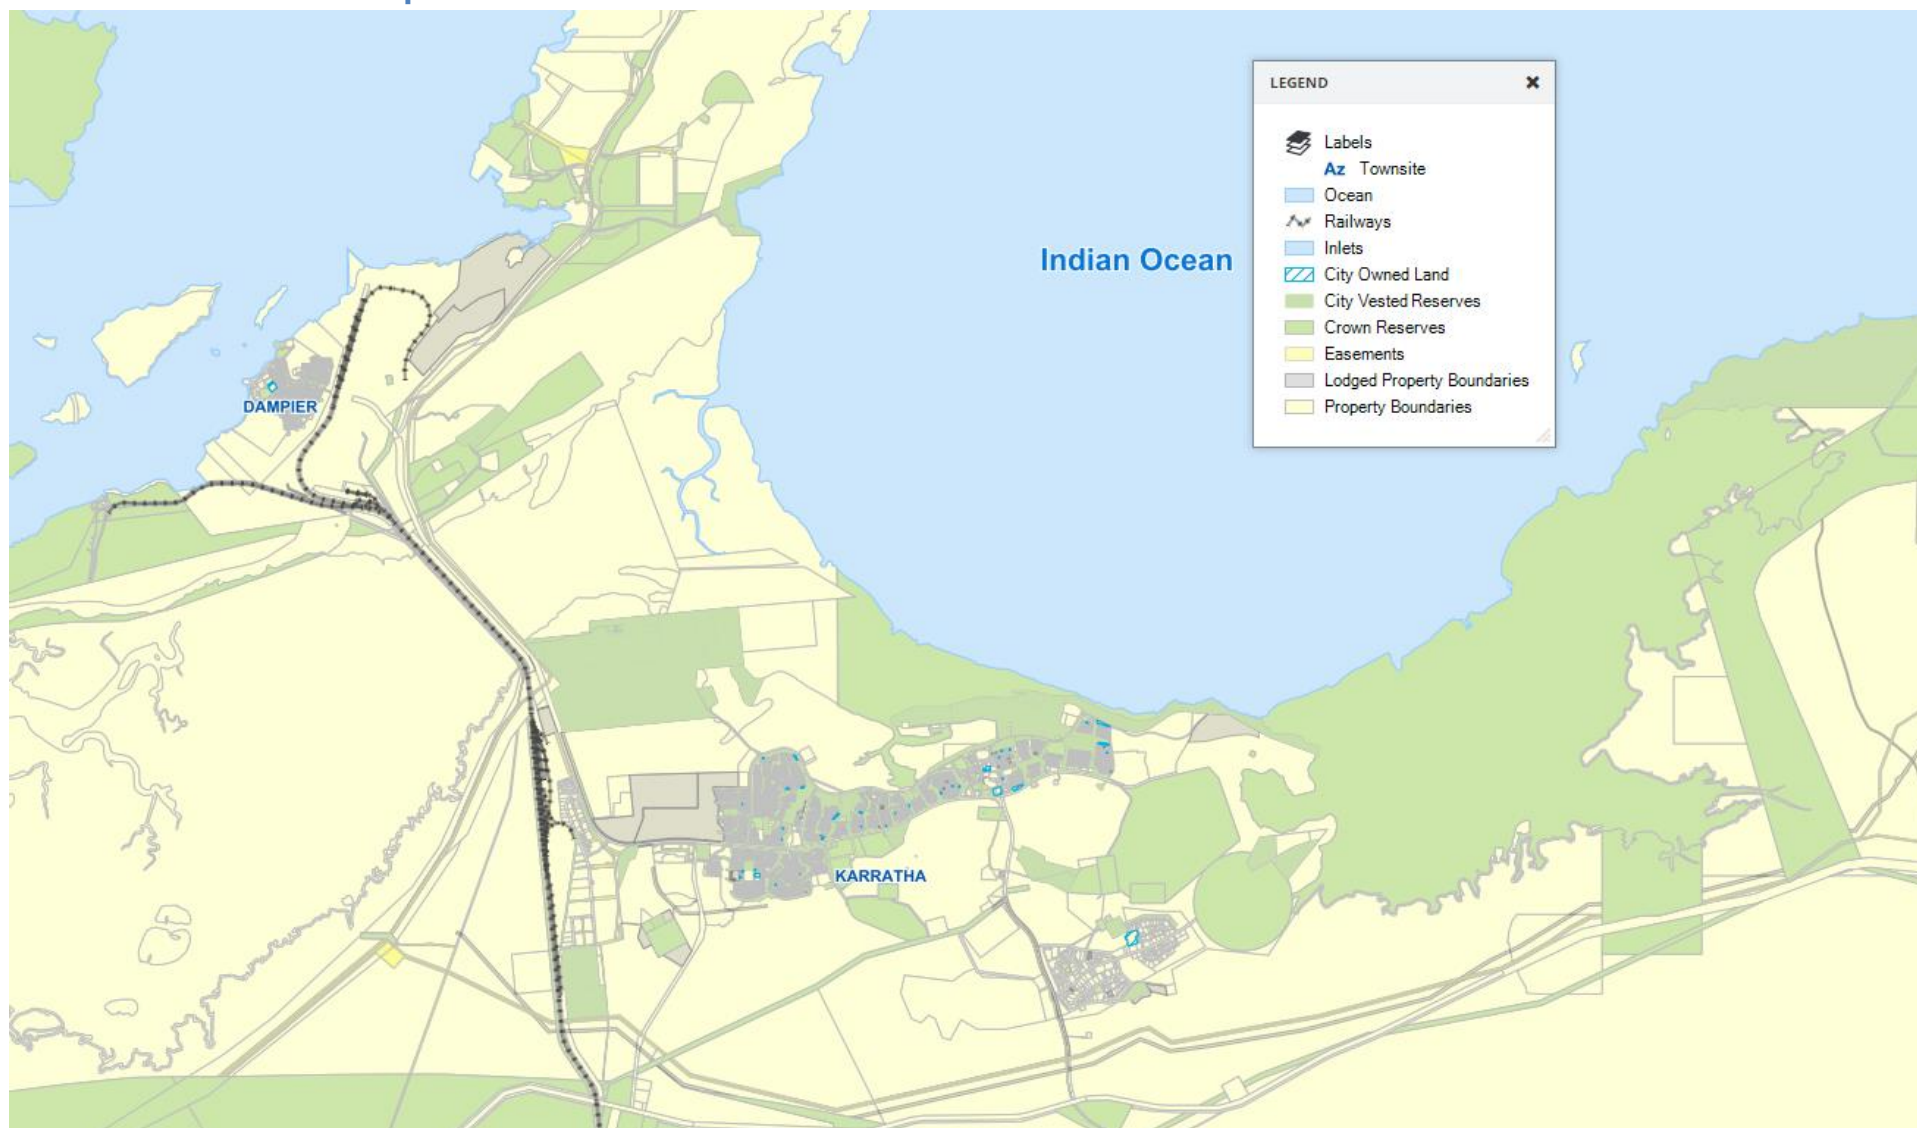 Indian Ocean
DAMPIER
KARRATHA
LEGEND
Labels
Az Townsite
Ocean
Railways
Inlets
City Owned Land
City Vested Reserves
Crown Reserves
Easements
Lodged Property Boundaries
Property Boundaries